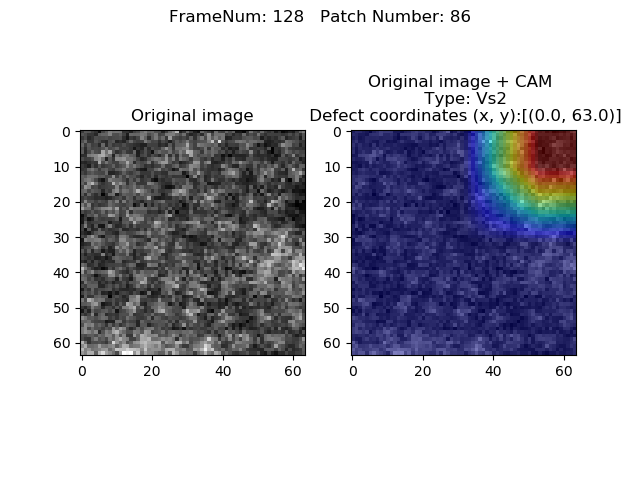 FrameNum: 128   Patch Number: 86
Original image
0
10
20
30
40
50
60
0 20 40 60
Original image + CAM
Type: Vs2
Defect coordinates (x, y):[(0.0, 63.0)]
0
10
20
30
40
50
60
0 20 40 60